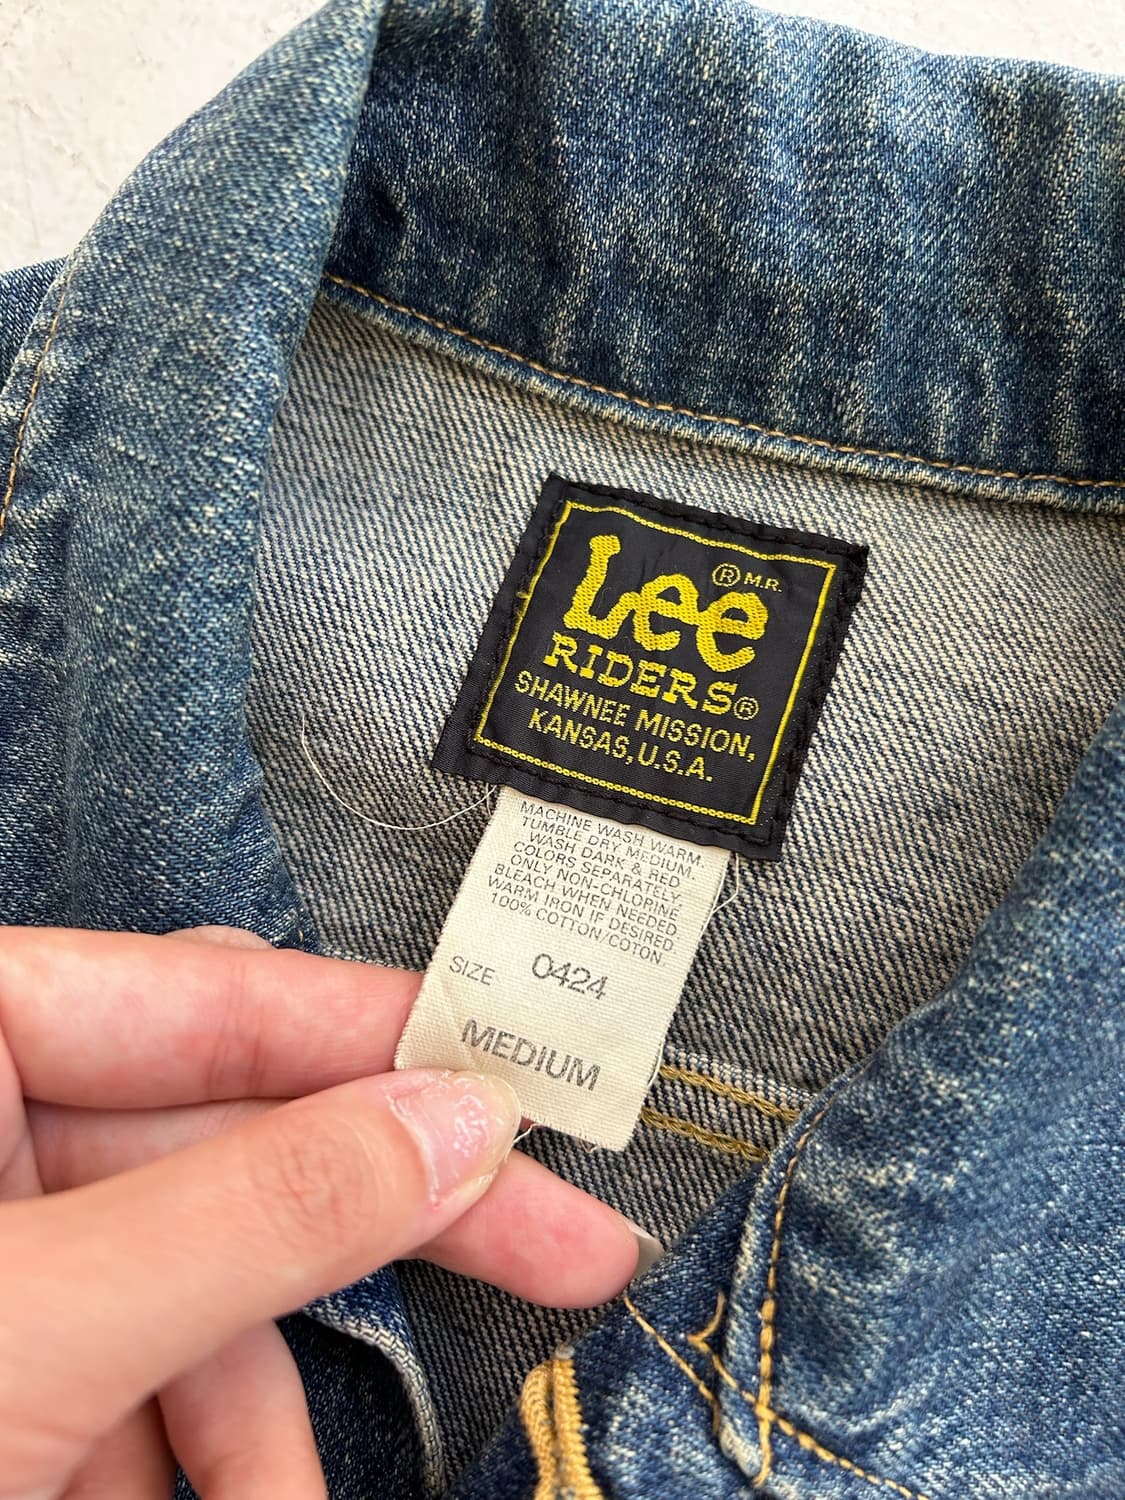 Lee ® M.R.
RIDERS®
SHAWNEE MISSION,
KANSAS, U.S.A.
MACHINE WASH WARM.
TUMBLE DRY MEDIUM.
WASH DARK & RED
COLORS SEPARATELY.
ONLY NON-CHLORINE
BLEACH WHEN NEEDED.
WARM IRON IF DESIRED.
100% COTTON/COTON.
SIZE 0424
MEDIUM